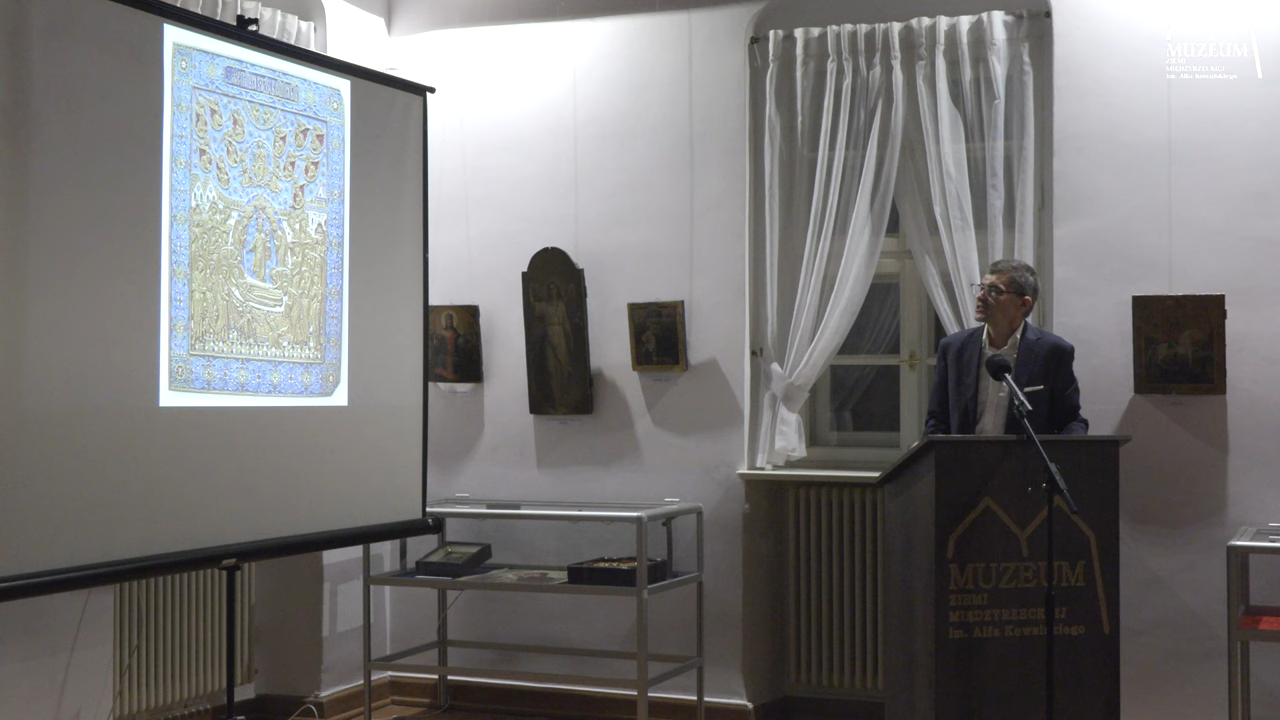 MUZEUM
ZIEMI
MIĘDZYRZECKIEJ
im. Alfa Kowalskiego
MUZEUM
ZIEMI
MIĘDZYRZECKIEJ
im. Alfa Kowalskiego